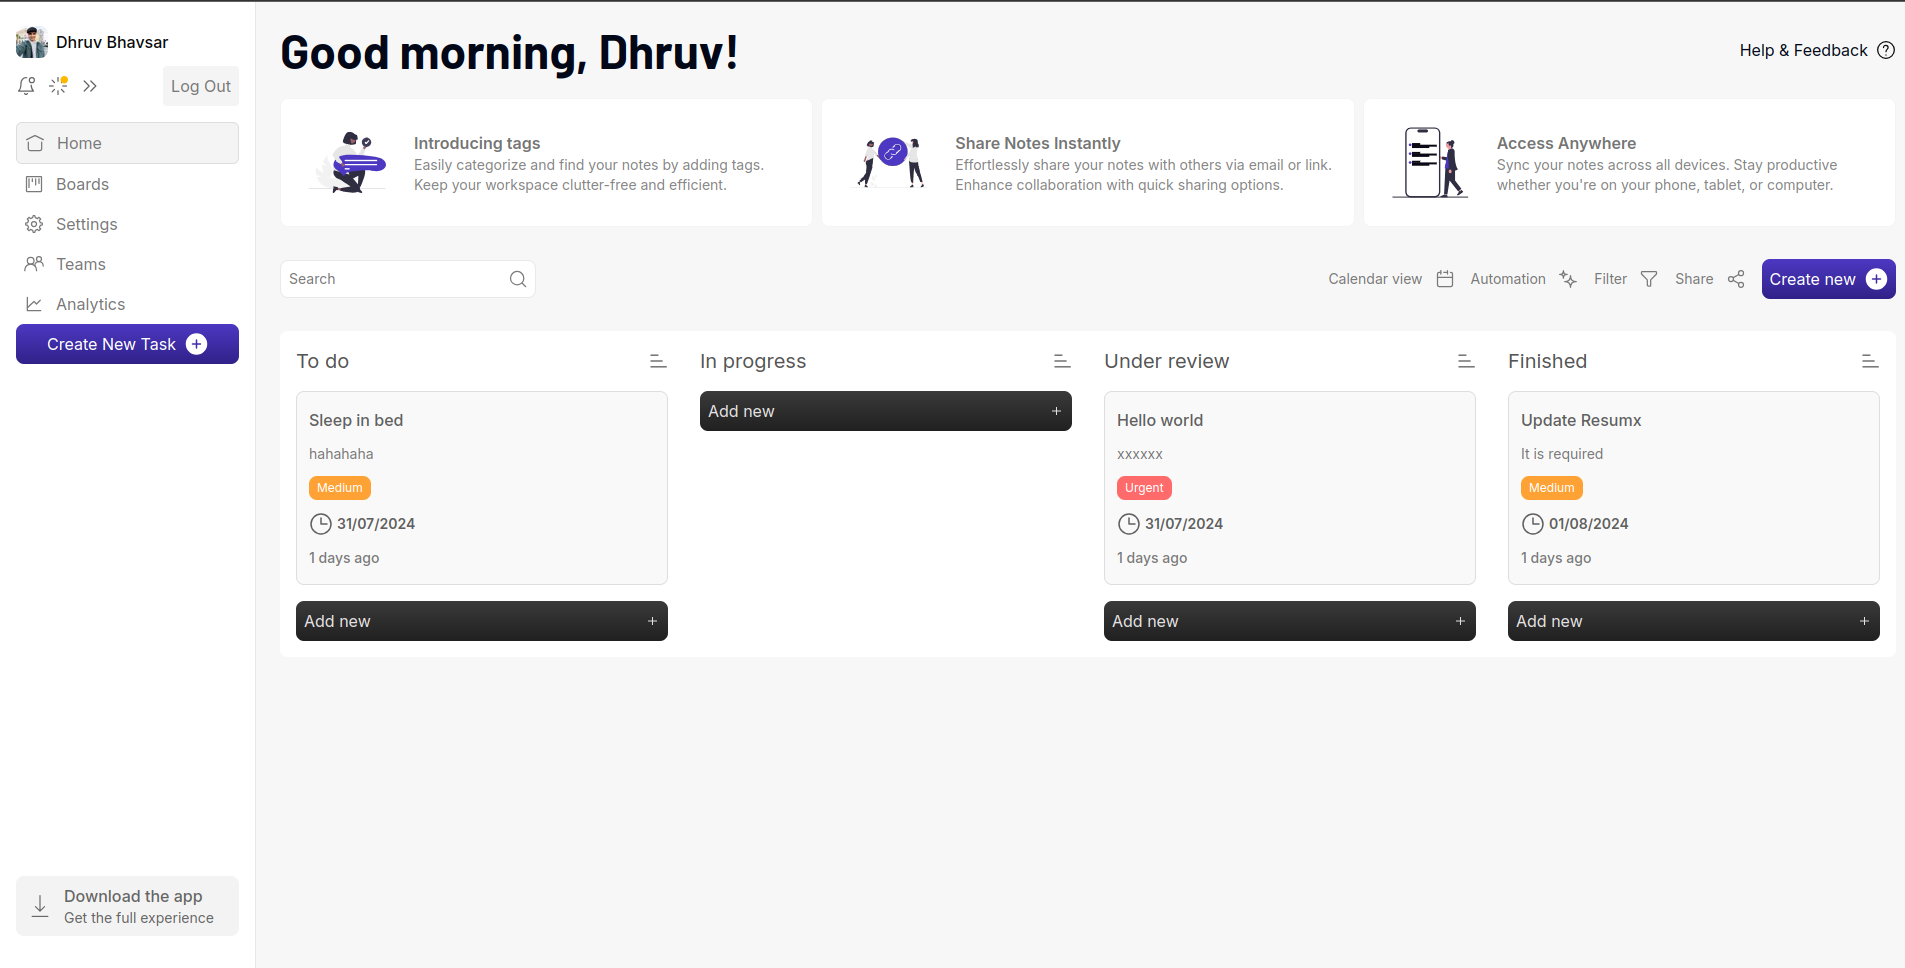 Dhruv Bhavsar
Log Out
Home
Boards
Settings
Teams
Analytics
Create New Task
Download the app
Get the full experience
Good morning, Dhruv!
Help & Feedback
Introducing tags
Easily categorize and find your notes by adding tags.
Keep your workspace clutter-free and efficient.
Share Notes Instantly
Effortlessly share your notes with others via email or link.
Enhance collaboration with quick sharing options.
Access Anywhere
Sync your notes across all devices. Stay productive
whether you're on your phone, tablet, or computer.
Search
Calendar view
Automation
Filter
Share
Create new
To do
Sleep in bed
hahahaha
Medium
31/07/2024
1 days ago
Add new
In progress
Add new
Under review
Hello world
xxxxxx
Urgent
31/07/2024
1 days ago
Add new
Finished
Update Resumx
It is required
Medium
01/08/2024
1 days ago
Add new